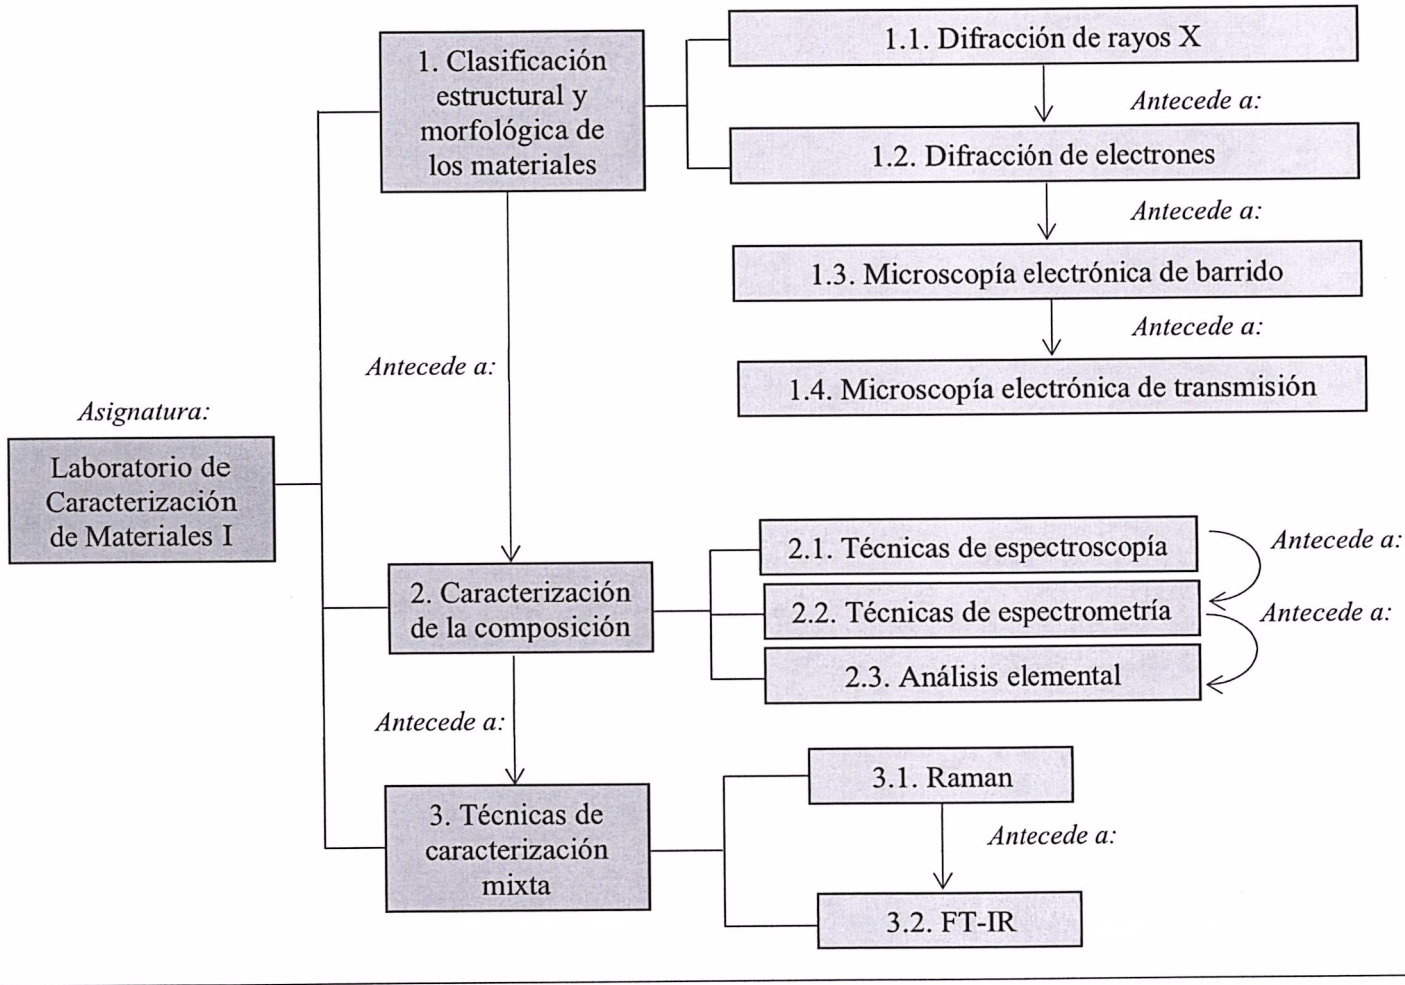 Asignatura:
Laboratorio de
Caracterización
de Materiales I
1. Clasificación
estructural y
morfológica de
los materiales
1.1. Difracción de rayos X
Antecede a:
1.2. Difracción de electrones
Antecede a:
1.3. Microscopía electrónica de barrido
Antecede a:
1.4. Microscopía electrónica de transmisión
Antecede a:
2. Caracterización
de la composición
2.1. Técnicas de espectroscopía
Antecede a:
2.2. Técnicas de espectrometría
Antecede a:
2.3. Análisis elemental
Antecede a:
3. Técnicas de
caracterización
mixta
3.1. Raman
Antecede a:
3.2. FT-IR